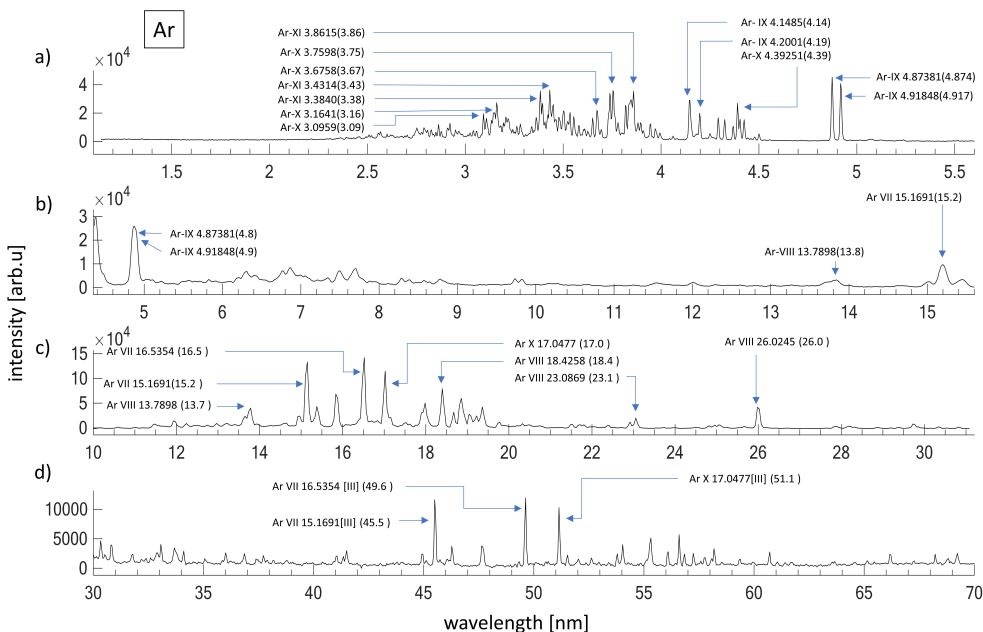 Ar
a)
×10⁴
Ar-XI 3.8615(3.86)
Ar-X 3.7598(3.75)
Ar-X 3.6758(3.67)
Ar-XI 3.4314(3.43)
Ar-XI 3.3840(3.38)
Ar-X 3.1641(3.16)
Ar-X 3.0959(3.09)
Ar- IX 4.1485(4.14)
Ar- IX 4.2001(4.19)
Ar-X 4.39251(4.39)
Ar-IX 4.87381(4.874)
Ar-IX 4.91848(4.917)
4
2
0
1.5 2 2.5 3 3.5 4 4.5 5 5.5
b)
×10⁴
Ar-IX 4.87381(4.8)
Ar-IX 4.91848(4.9)
Ar-VIII 13.7898(13.8)
Ar VII 15.1691(15.2)
3
2
1
0
5 6 7 8 9 10 11 12 13 14 15
intensity [arb.u]
c)
×10⁴
Ar VII 16.5354 (16.5 )
Ar VII 15.1691(15.2 )
Ar VIII 13.7898 (13.7 )
Ar X 17.0477 (17.0 )
Ar VIII 18.4258 (18.4 )
Ar VIII 23.0869 (23.1 )
Ar VIII 26.0245 (26.0 )
15
10
5
0
10 12 14 16 18 20 22 24 26 28 30
d)
Ar VII 16.5354 [III] (49.6 )
Ar VII 15.1691[III] (45.5 )
Ar X 17.0477[III] (51.1 )
10000
5000
0
30 35 40 45 50 55 60 65 70
wavelength [nm]